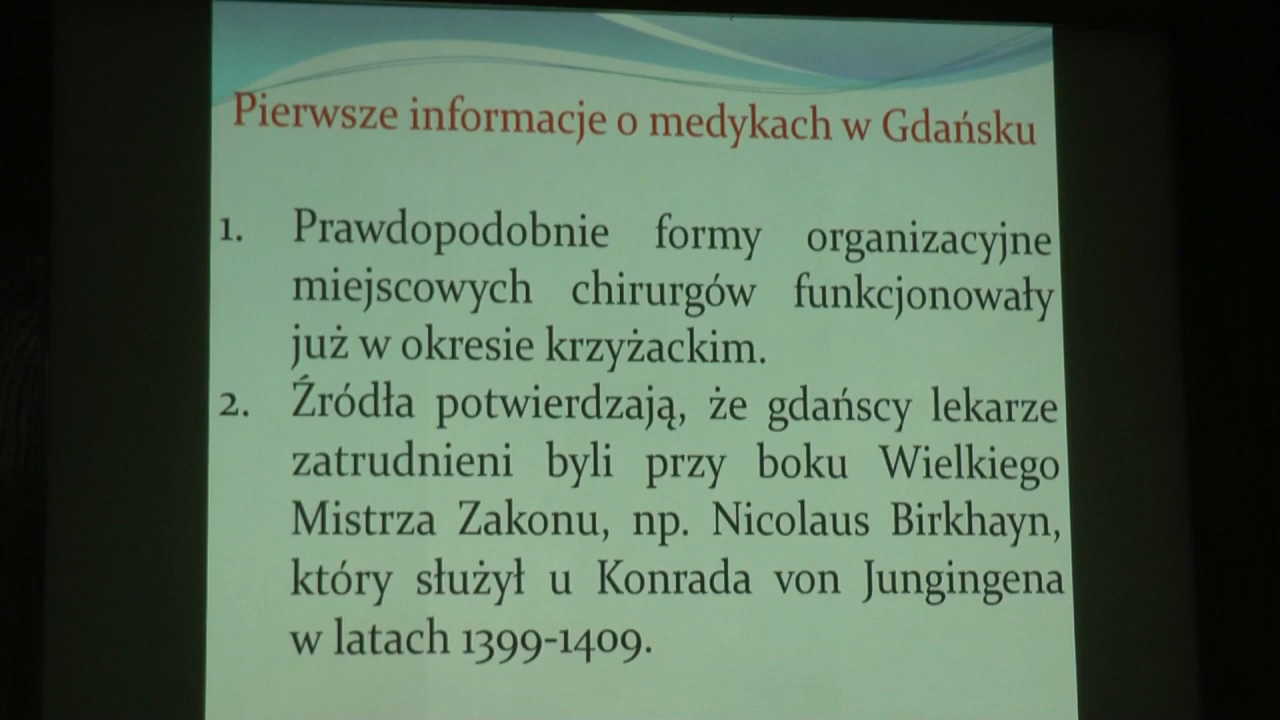 Pierwsze informacje o medykach w Gdańsku
1. Prawdopodobnie formy organizacyjne
miejscowych chirurgów funkcjonowały
już w okresie krzyżackim.
2. Źródła potwierdzają, że gdańscy lekarze
zatrudnieni byli przy boku Wielkiego
Mistrza Zakonu, np. Nicolaus Birkhayn,
który służył u Konrada von Jungingena
w latach 1399-1409.